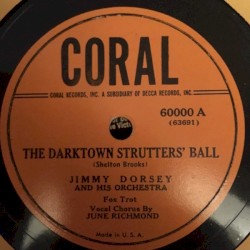 CORAL
CORAL RECORDS, INC. A SUBSIDIARY OF DECCA RECORDS, INC.
60000 A
(63691)
THE DARKTOWN STRUTTERS' BALL
(Shelton Brooks)
JIMMY DORSEY
AND HIS ORCHESTRA
Fox Trot
Vocal Chorus By
JUNE RICHMOND
Made in U. S. A.